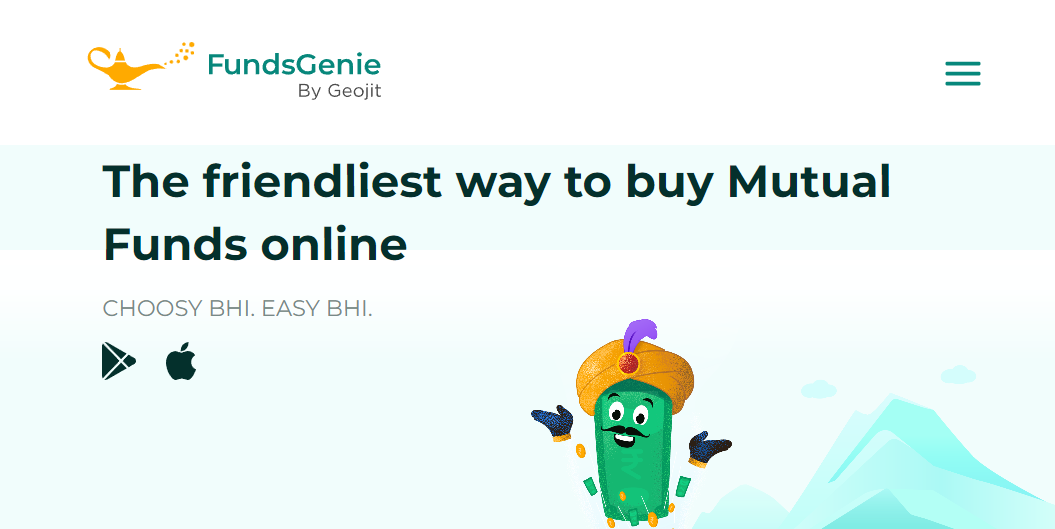 FundsGenie
By Geojit
The friendliest way to buy Mutual
Funds online
CHOOSY BHI. EASY BHI.